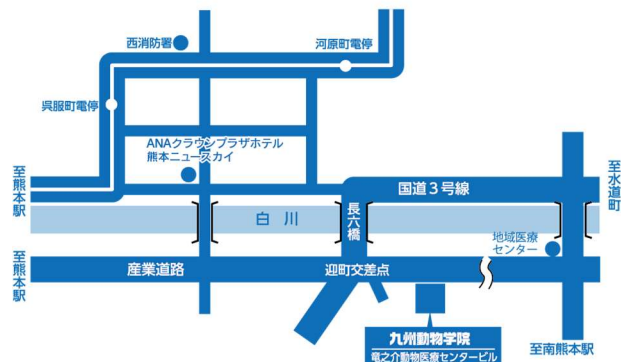 西消防署
河原町電停
呉服町電停
ANAクラウンプラザホテル
熊本ニュースカイ
至熊本駅
国道3号線
至水道町
白川
長六橋
地域医療
センター
至熊本駅
産業道路
迎町交差点
九州動物学院
竜之介動物医療センタービル
至南熊本駅